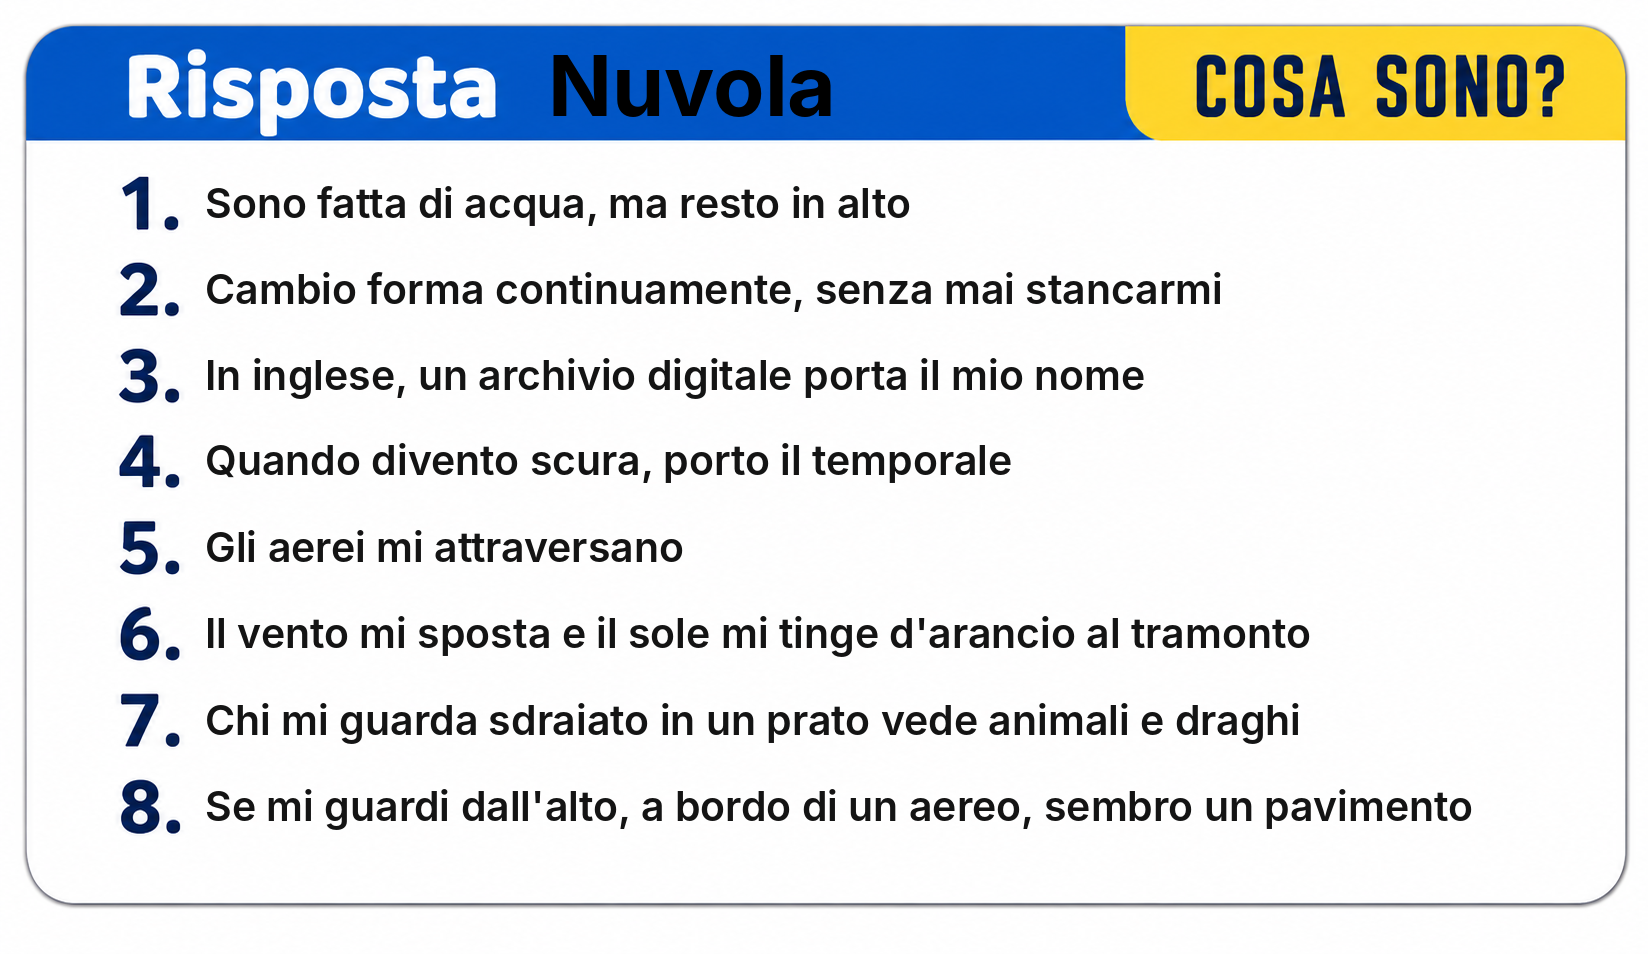 Risposta Nuvola
COSA SONO?
1. Sono fatta di acqua, ma resto in alto
2. Cambio forma continuamente, senza mai stancarmi
3. In inglese, un archivio digitale porta il mio nome
4. Quando divento scura, porto il temporale
5. Gli aerei mi attraversano
6. Il vento mi sposta e il sole mi tinge d'arancio al tramonto
7. Chi mi guarda sdraiato in un prato vede animali e draghi
8. Se mi guardi dall'alto, a bordo di un aereo, sembro un pavimento